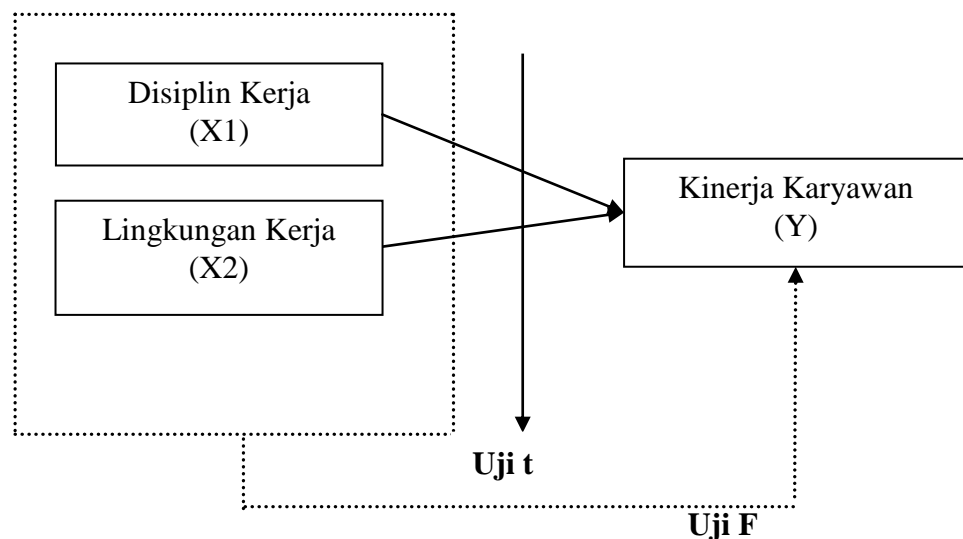 Disiplin Kerja
(X1)
Lingkungan Kerja
(X2)
Kinerja Karyawan
(Y)
Uji t
Uji F